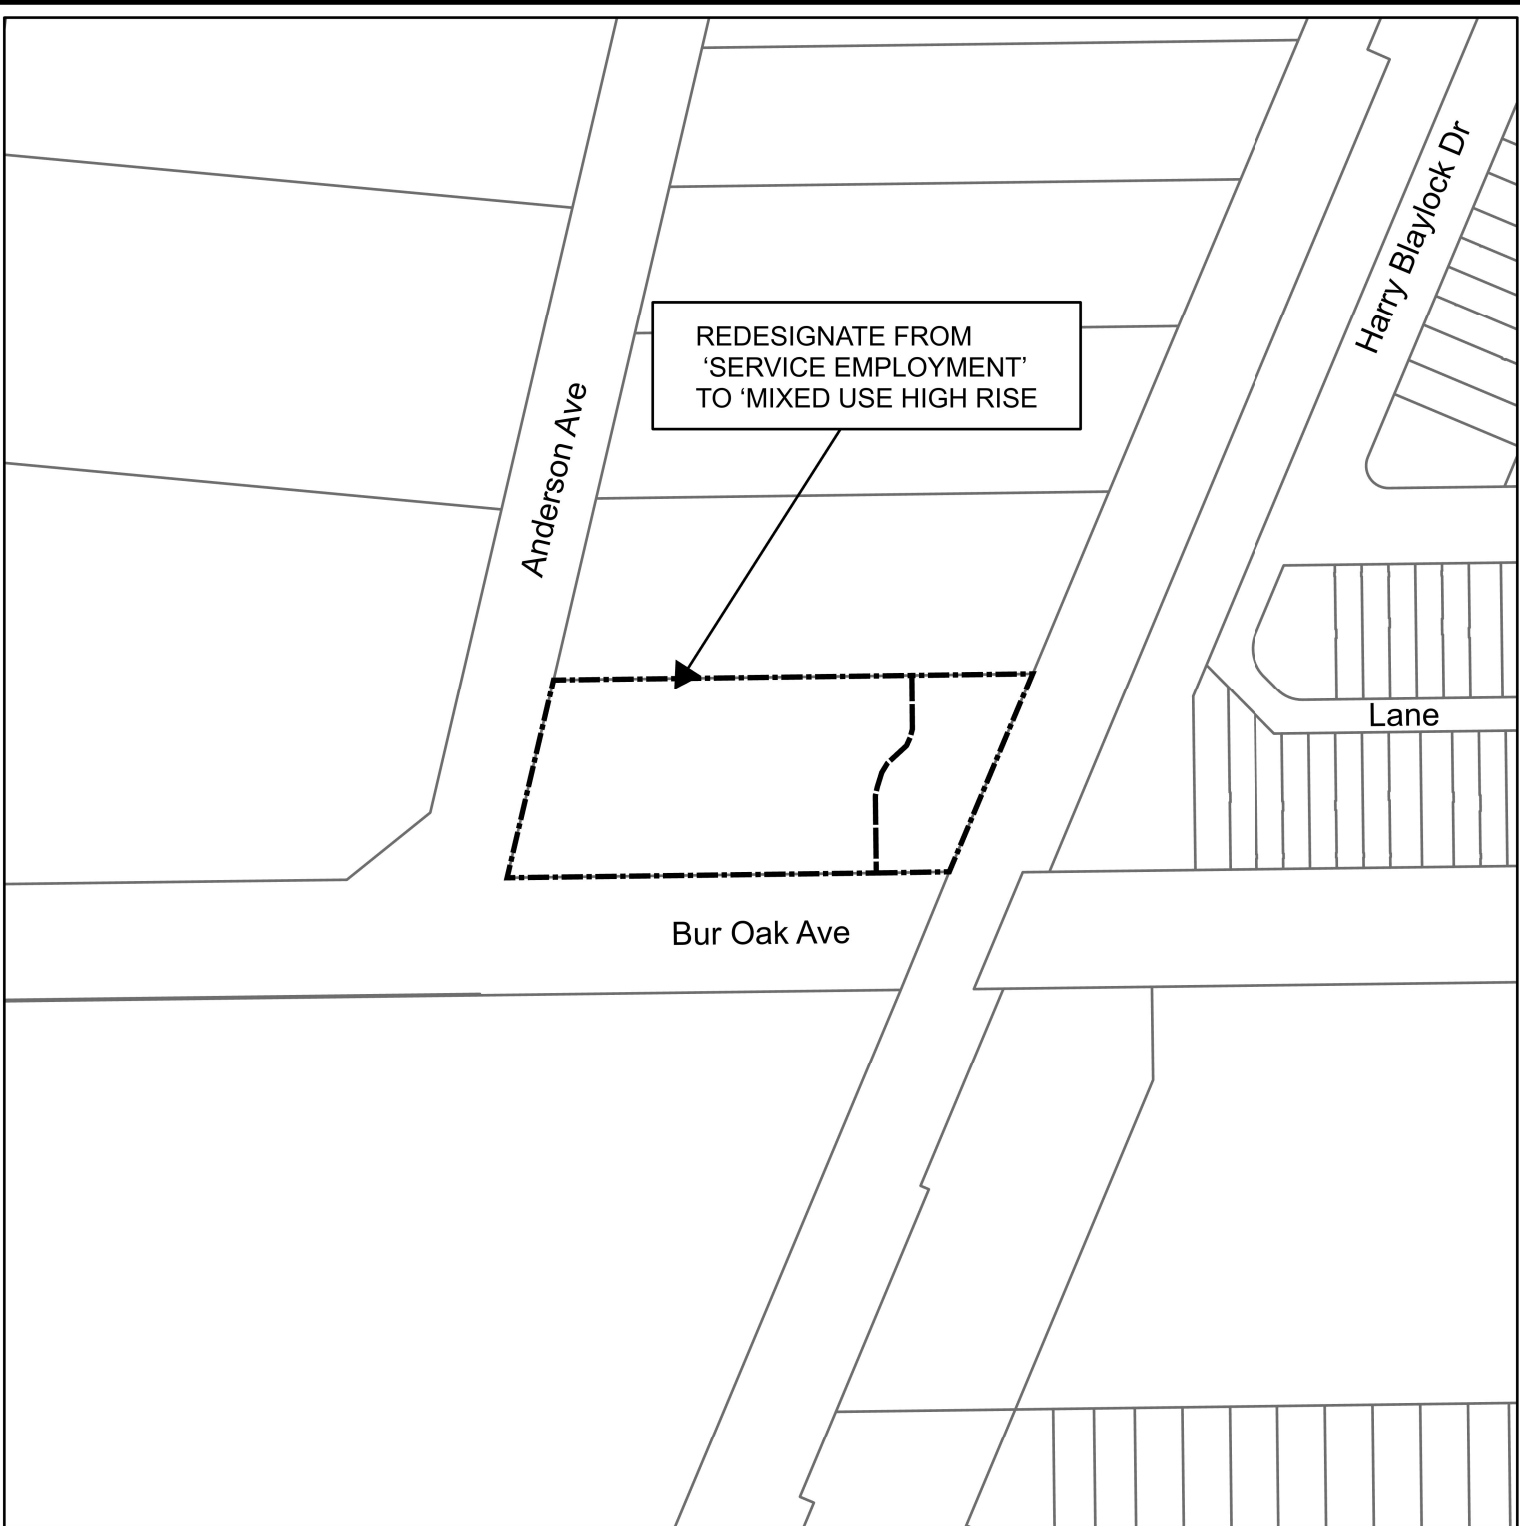 Harry Blaylock Dr
REDESIGNATE FROM
‘SERVICE EMPLOYMENT’
TO ‘MIXED USE HIGH RISE
Anderson Ave
Lane
Bur Oak Ave